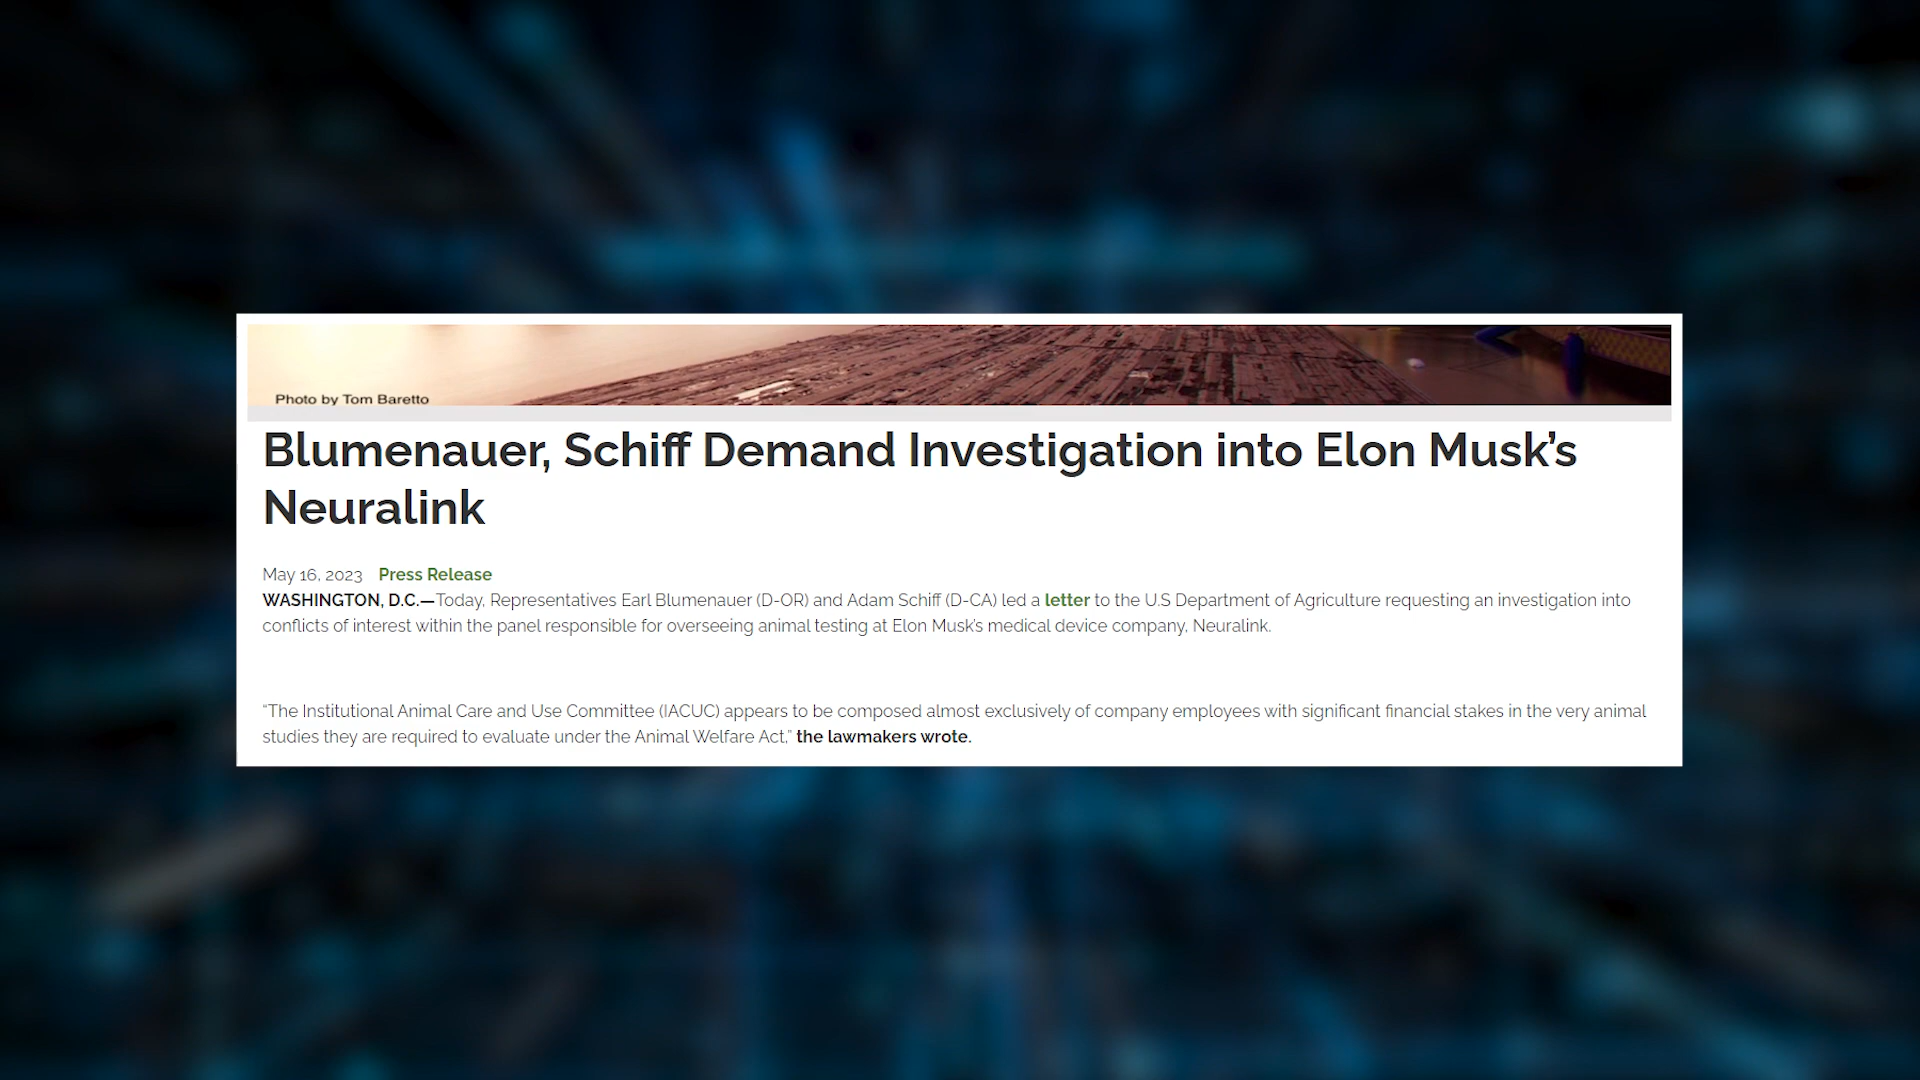 Photo by Tom Baretto
Blumenauer, Schiff Demand Investigation into Elon Musk’s
Neuralink
May 16, 2023 Press Release
WASHINGTON, D.C.—Today, Representatives Earl Blumenauer (D-OR) and Adam Schiff (D-CA) led a letter to the U.S Department of Agriculture requesting an investigation into
conflicts of interest within the panel responsible for overseeing animal testing at Elon Musk’s medical device company, Neuralink.
“The Institutional Animal Care and Use Committee (IACUC) appears to be composed almost exclusively of company employees with significant financial stakes in the very animal
studies they are required to evaluate under the Animal Welfare Act,” the lawmakers wrote.